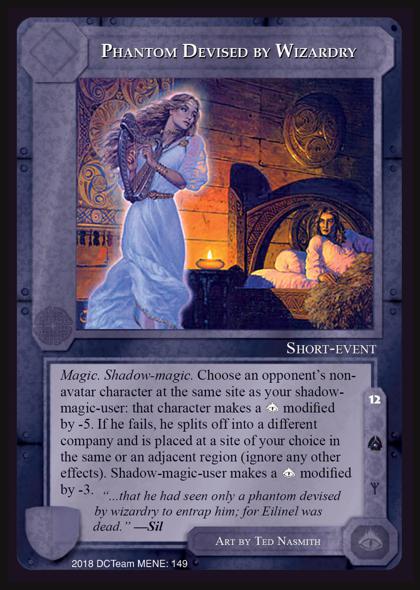 Phantom Devised by Wizardry
Short-event
Magic. Shadow-magic. Choose an opponent's non-
avatar character at the same site as your shadow-
magic-user: that character makes a modified
by -5. If he fails, he splits off into a different
company and is placed at a site of your choice in
the same or an adjacent region (ignore any other
effects). Shadow-magic-user makes a modified
by -3.
"...that he had seen only a phantom devised
by wizardry to entrap him; for Eilinel was
dead." —Sil
12
Art by Ted Nasmith
2018 DCTeam MENE: 149